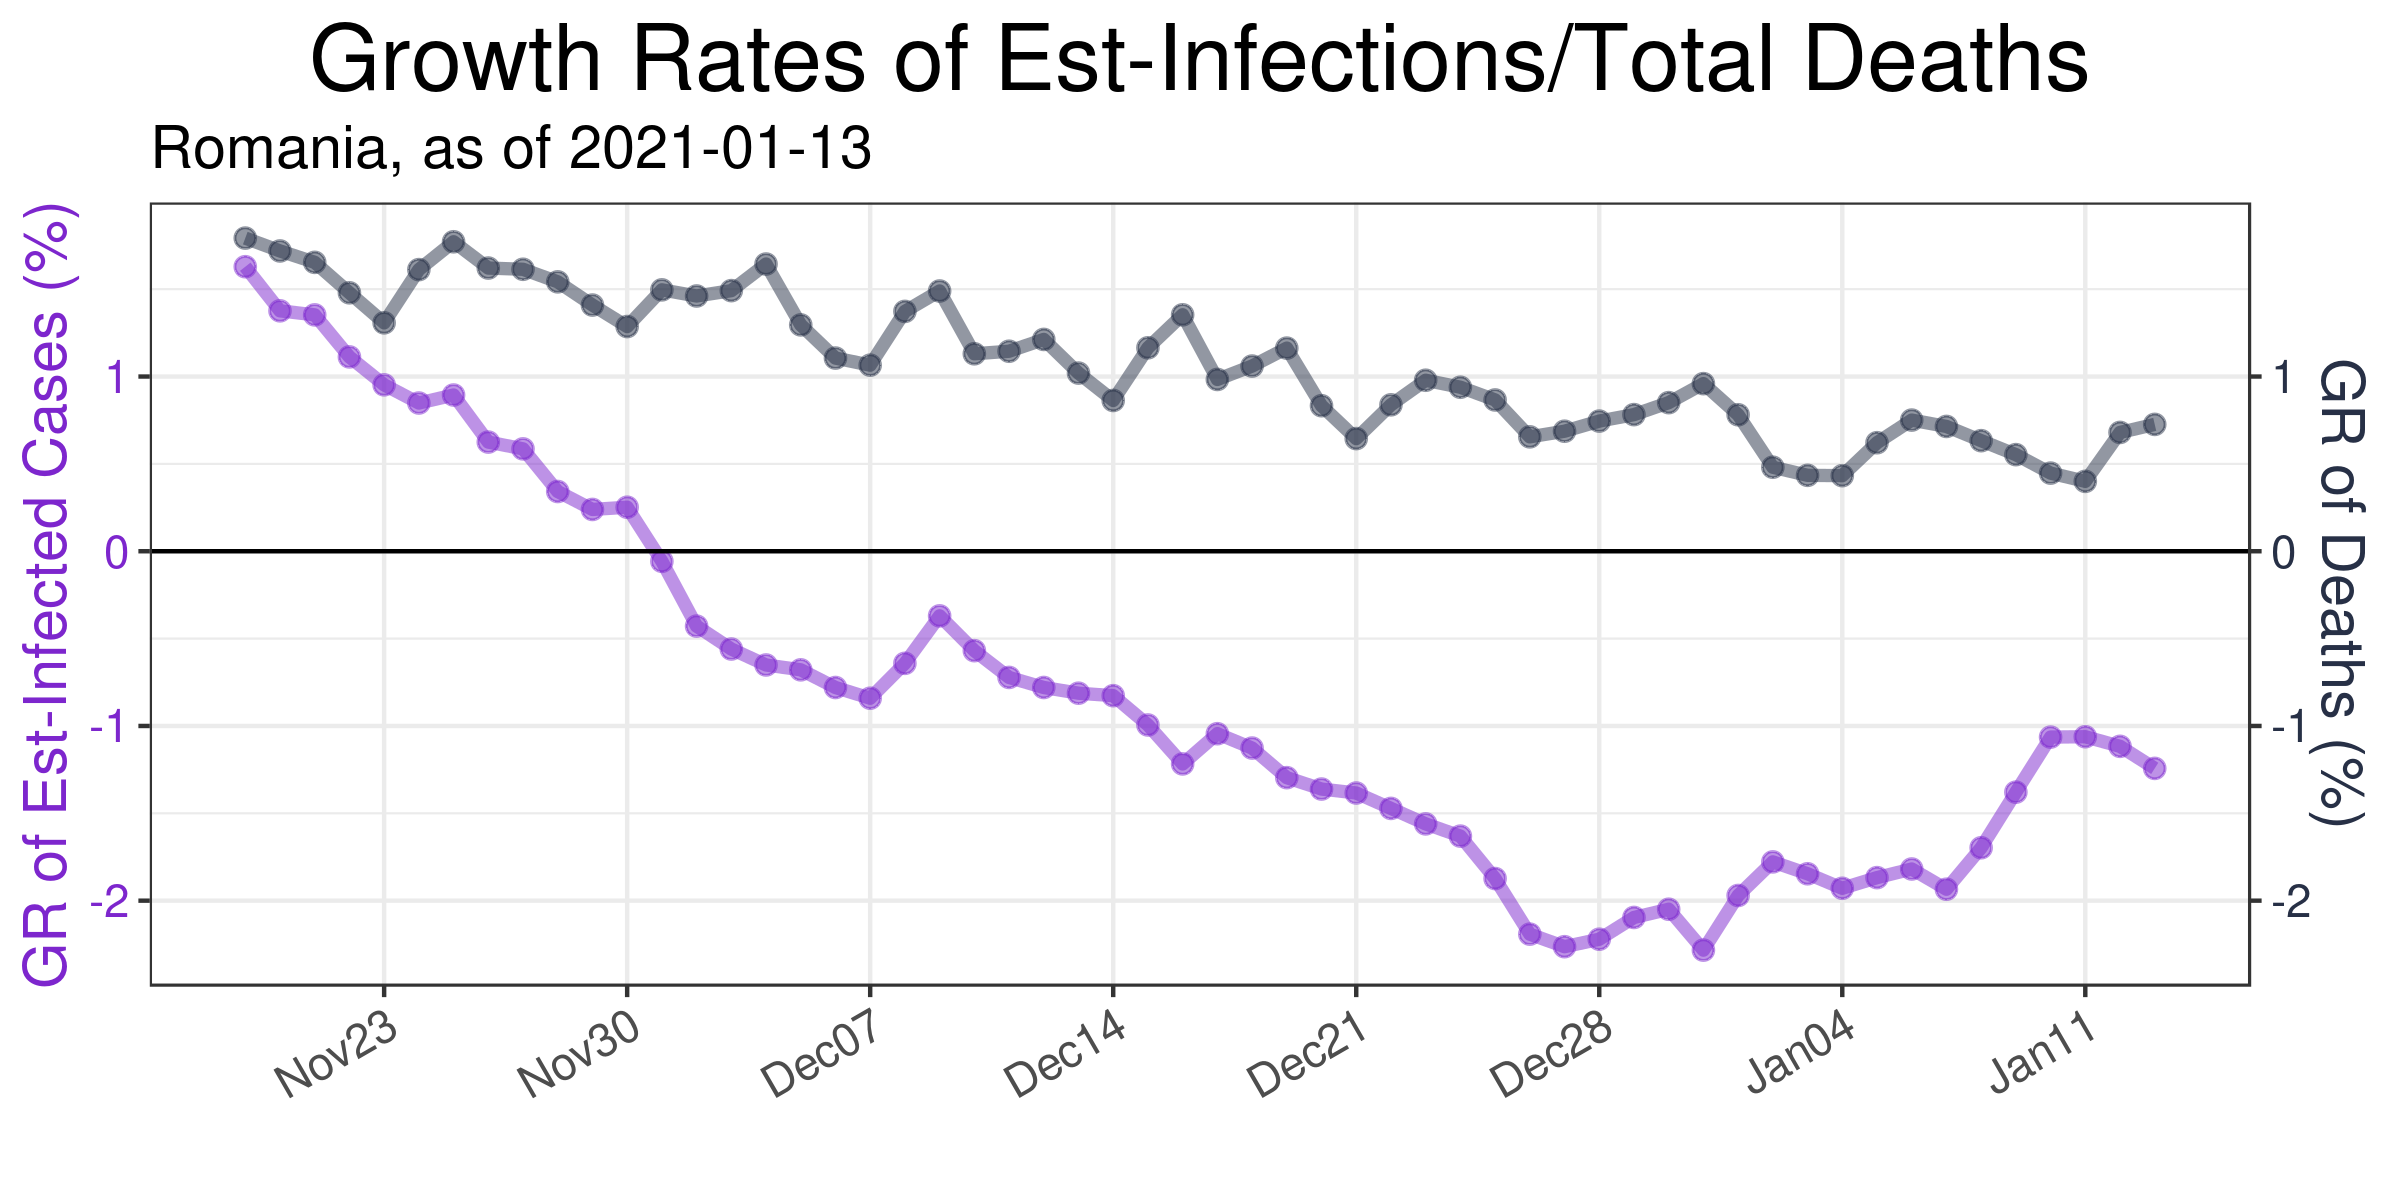 Growth Rates of Est-Infections/Total Deaths
Romania, as of 2021-01-13
GR of Est-Infected Cases (%)
1
0
-1
-2
1
0
-1
-2
GR of Deaths (%)
Nov23
Nov30
Dec07
Dec14
Dec21
Dec28
Jan04
Jan11